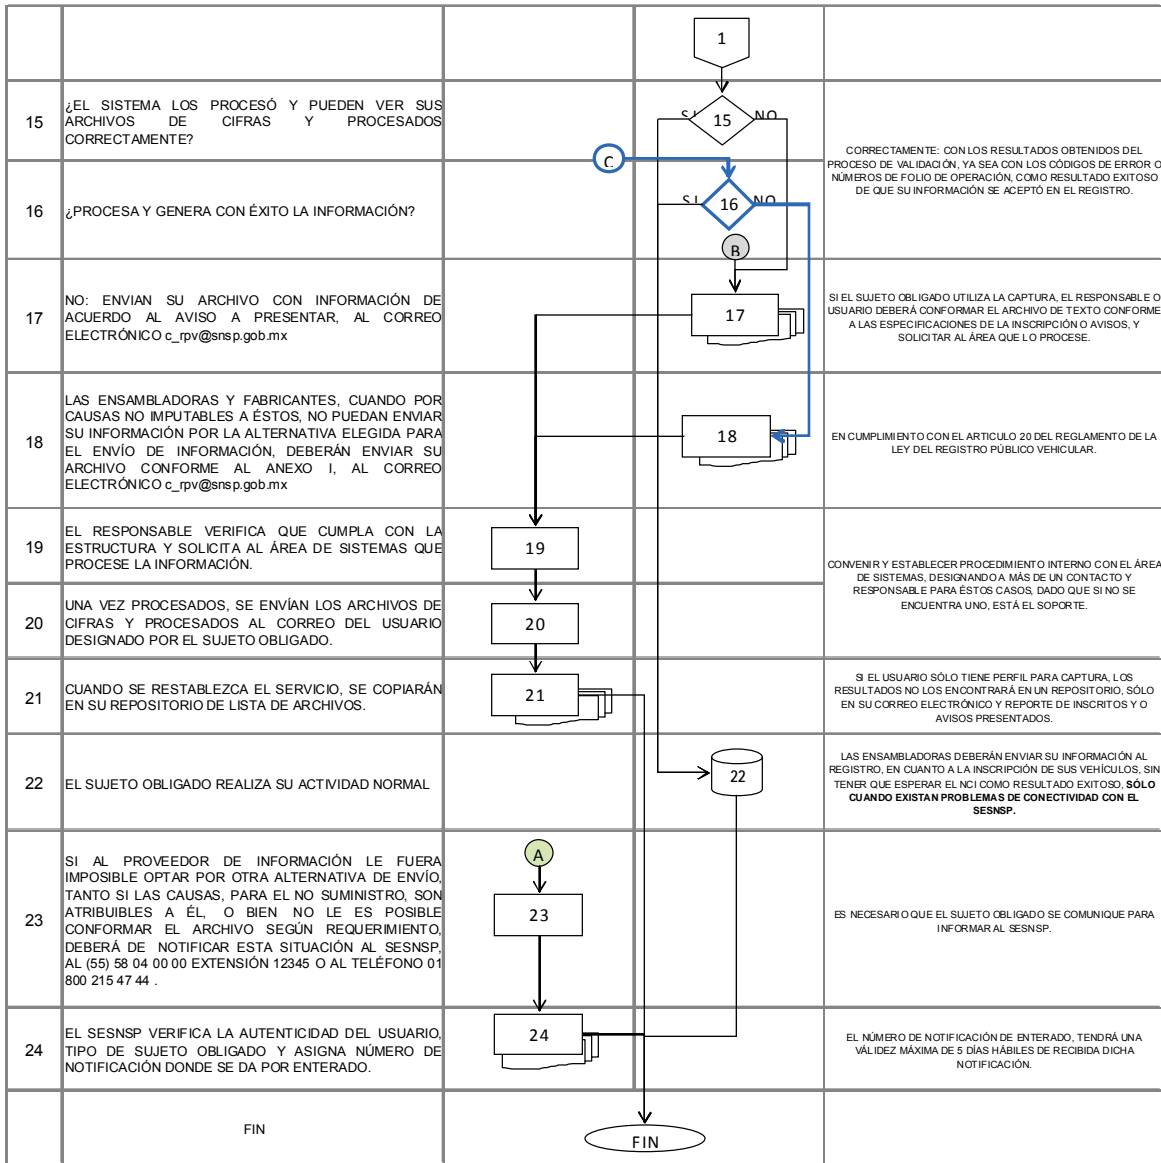 1
15
¿EL SISTEMA LOS PROCESÓ Y PUEDEN VER SUS
ARCHIVOS DE CIFRAS Y PROCESADOS
CORRECTAMENTE?
SI
15
NO
CORRECTAMENTE: CON LOS RESULTADOS OBTENIDOS DEL
PROCESO DE VALIDACIÓN, YA SEA CON LOS CÓDIGOS DE ERROR O
NÚMEROS DE FOLIO DE OPERACIÓN, COMO RESULTADO EXITOSO
DE QUE SU INFORMACIÓN SE ACEPTÓ EN EL REGISTRO.
C
16
¿PROCESA Y GENERA CON ÉXITO LA INFORMACIÓN?
SI
16
NO
B
17
NO: ENVIAN SU ARCHIVO CON INFORMACIÓN DE
ACUERDO AL AVISO A PRESENTAR, AL CORREO
ELECTRÓNICO c_rpv@snsp.gob.mx
17
SI EL SUJETO OBLIGADO UTILIZA LA CAPTURA, EL RESPONSABLE O
USUARIO DEBERÁ CONFORMAR EL ARCHIVO DE TEXTO CONFORME
A LAS ESPECIFICACIONES DE LA INSCRIPCIÓN O AVISOS, Y
SOLICITAR AL ÁREA QUE LO PROCESE.
18
LAS ENSAMBLADORAS Y FABRICANTES, CUANDO POR
CAUSAS NO IMPUTABLES A ÉSTOS, NO PUEDAN ENVIAR
SU INFORMACIÓN POR LA ALTERNATIVA ELEGIDA PARA
EL ENVÍO DE INFORMACIÓN, DEBERÁN ENVIAR SU
ARCHIVO CONFORME AL ANEXO I, AL CORREO
ELECTRÓNICO c_rpv@snsp.gob.mx
18
EN CUMPLIMIENTO CON EL ARTICULO 20 DEL REGLAMENTO DE LA
LEY DEL REGISTRO PÚBLICO VEHICULAR.
19
EL RESPONSABLE VERIFICA QUE CUMPLA CON LA
ESTRUCTURA Y SOLICITA AL ÁREA DE SISTEMAS QUE
PROCESE LA INFORMACIÓN.
19
CONVENIR Y ESTABLECER PROCEDIMIENTO INTERNO CON EL ÁREA
DE SISTEMAS, DESIGNANDO A MÁS DE UN CONTACTO Y
RESPONSABLE PARA ÉSTOS CASOS, DADO QUE SI NO SE
ENCUENTRA UNO, ESTÁ EL SOPORTE.
20
UNA VEZ PROCESADOS, SE ENVÍAN LOS ARCHIVOS DE
CIFRAS Y PROCESADOS AL CORREO DEL USUARIO
DESIGNADO POR EL SUJETO OBLIGADO.
20
21
CUANDO SE RESTABLEZCA EL SERVICIO, SE COPIARÁN
EN SU REPOSITORIO DE LISTA DE ARCHIVOS.
21
SI EL USUARIO SÓLO TIENE PERFIL PARA CAPTURA, LOS
RESULTADOS NO LOS ENCONTRARÁ EN UN REPOSITORIO, SÓLO
EN SU CORREO ELECTRÓNICO Y REPORTE DE INSCRITOS Y O
AVISOS PRESENTADOS.
22
EL SUJETO OBLIGADO REALIZA SU ACTIVIDAD NORMAL
22
LAS ENSAMBLADORAS DEBERÁN ENVIAR SU INFORMACIÓN AL
REGISTRO, EN CUANTO A LA INSCRIPCIÓN DE SUS VEHÍCULOS, SIN
TENER QUE ESPERAR EL NCI COMO RESULTADO EXITOSO, SÓLO
CUANDO EXISTAN PROBLEMAS DE CONECTIVIDAD CON EL
SESNSP.
23
SI AL PROVEEDOR DE INFORMACIÓN LE FUERA
IMPOSIBLE OPTAR POR OTRA ALTERNATIVA DE ENVÍO,
TANTO SI LAS CAUSAS, PARA EL NO SUMINISTRO, SON
ATRIBUIBLES A ÉL, O BIEN NO LE ES POSIBLE
CONFORMAR EL ARCHIVO SEGÚN REQUERIMIENTO,
DEBERÁ DE NOTIFICAR ESTA SITUACIÓN AL SESNSP,
AL (55) 58 04 00 00 EXTENSIÓN 12345 O AL TELÉFONO 01
800 215 47 44 .
A
23
ES NECESARIO QUE EL SUJETO OBLIGADO SE COMUNIQUE PARA
INFORMAR AL SESNSP.
24
EL SESNSP VERIFICA LA AUTENTICIDAD DEL USUARIO,
TIPO DE SUJETO OBLIGADO Y ASIGNA NÚMERO DE
NOTIFICACIÓN DONDE SE DA POR ENTERADO.
24
EL NÚMERO DE NOTIFICACIÓN DE ENTERADO, TENDRÁ UNA
VÁLIDEZ MÁXIMA DE 5 DÍAS HÁBILES DE RECIBIDA DICHA
NOTIFICACIÓN.
FIN
FIN